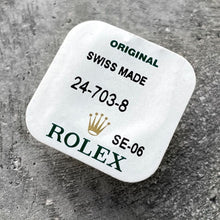 ORIGINAL
SWISS MADE
24-703-8
SE-06
ROLEX